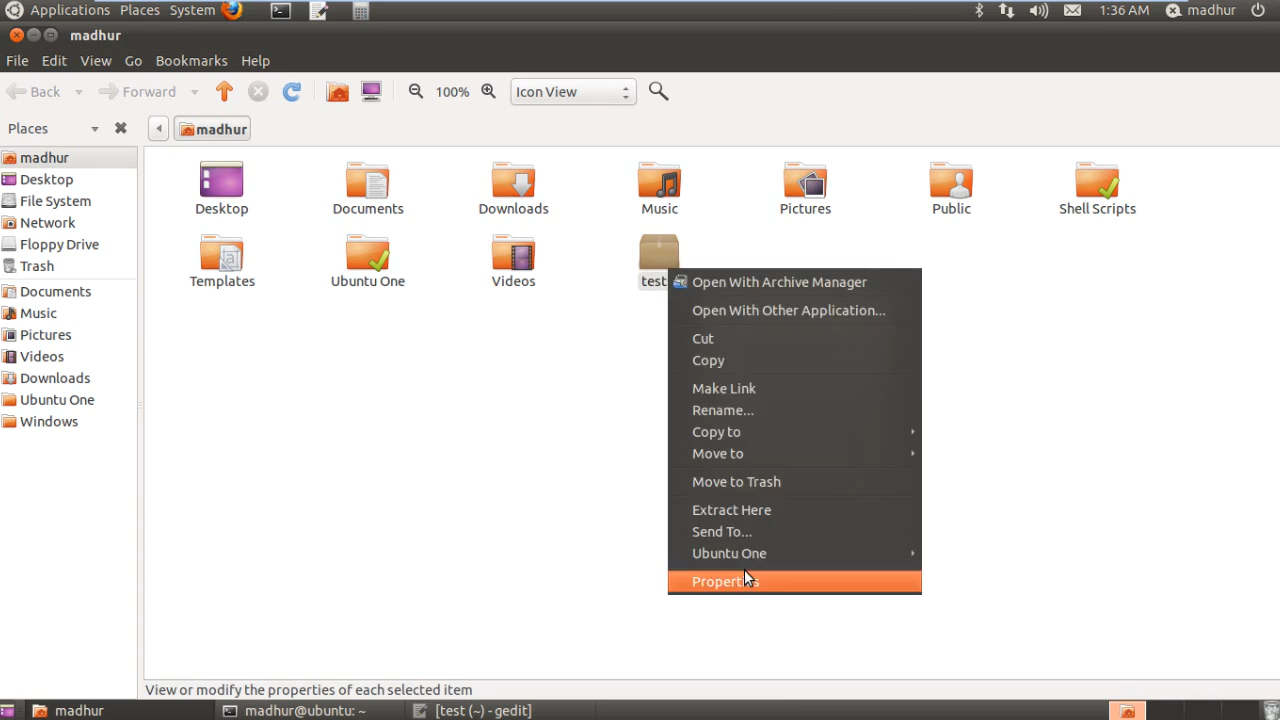 Applications Places System 1:36 AM madhur
madhur
File Edit View Go Bookmarks Help
Back Forward 100% Icon View
Places madhur
madhur
Desktop
File System
Network
Floppy Drive
Trash
Documents
Music
Pictures
Videos
Downloads
Ubuntu One
Windows
Desktop Documents Downloads Music Pictures Public Shell Scripts
Templates Ubuntu One Videos test
Open With Archive Manager
Open With Other Application...
Cut
Copy
Make Link
Rename...
Copy to
Move to
Move to Trash
Extract Here
Send To...
Ubuntu One
Properties
View or modify the properties of each selected item
madhur madhur@ubuntu: ~ [test (~) - gedit]